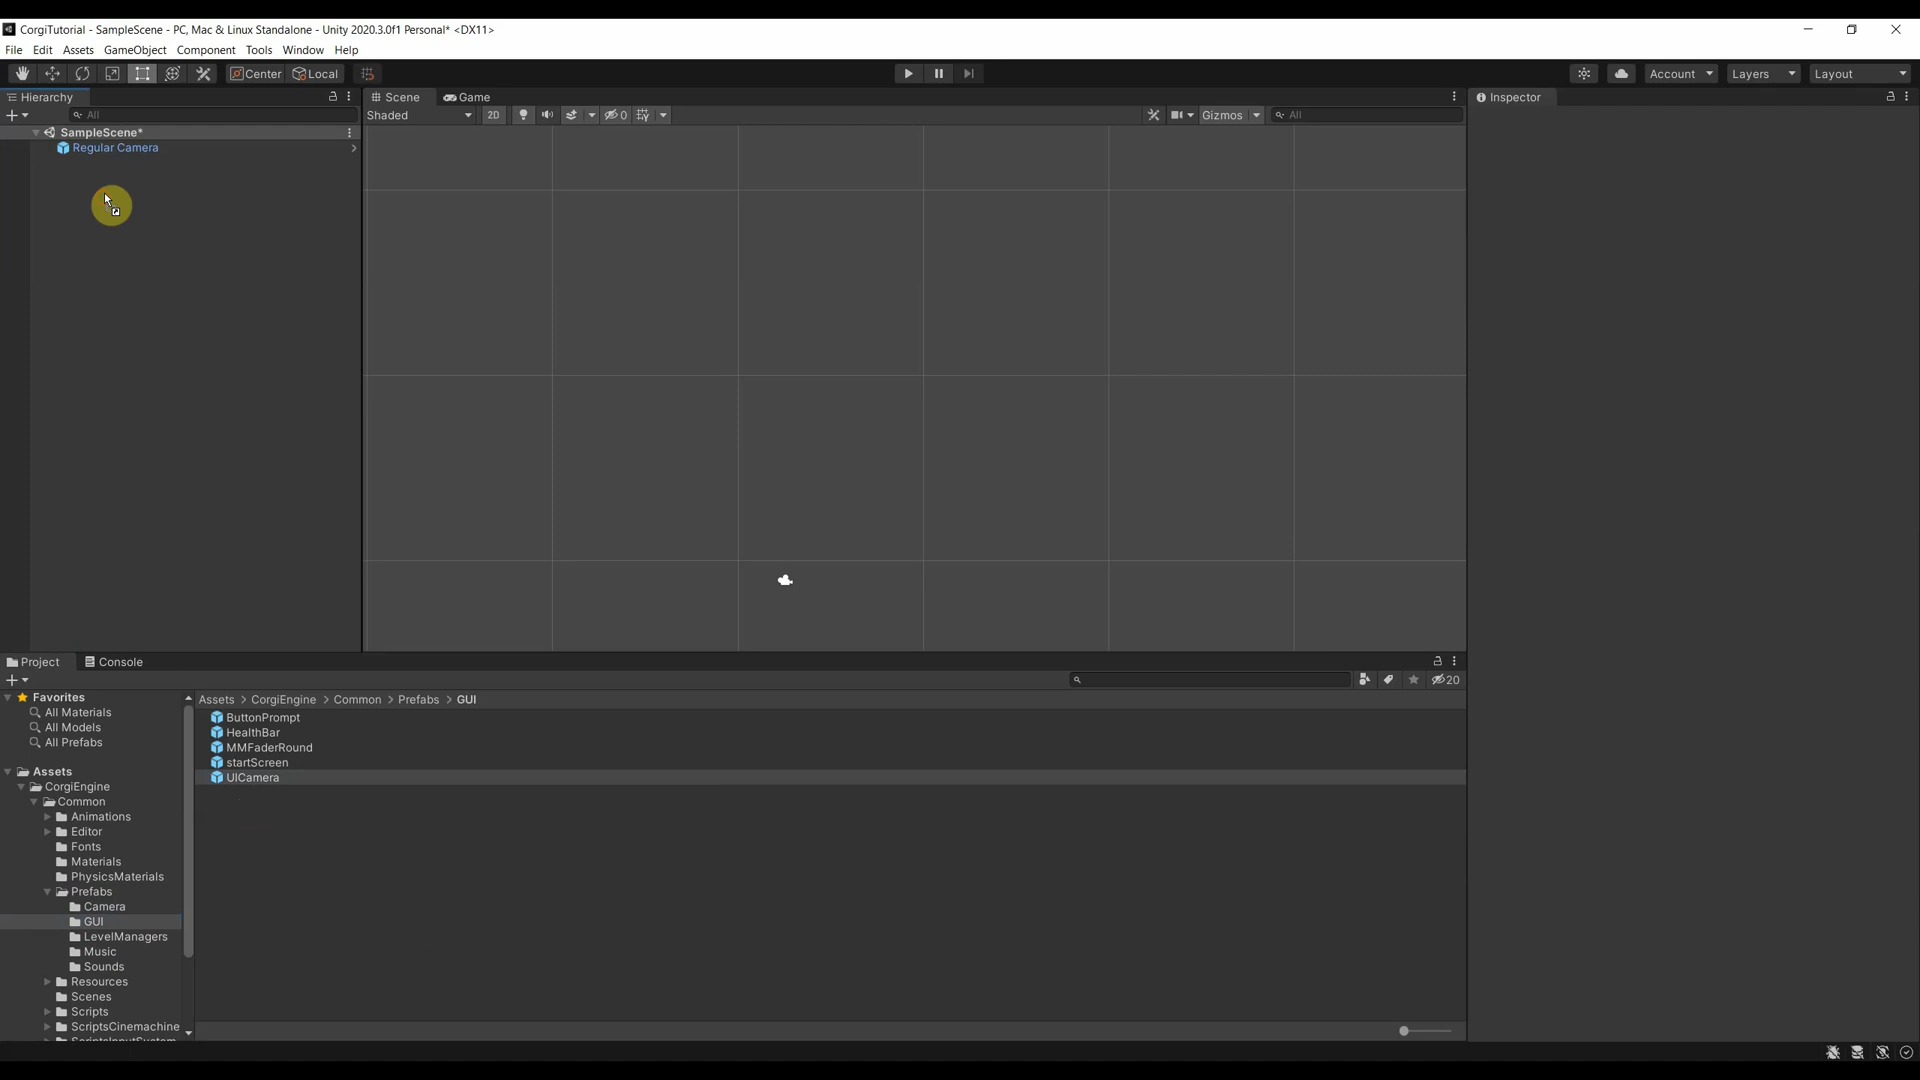 CorgiTutorial - SampleScene - PC, Mac & Linux Standalone - Unity 2020.3.0f1 Personal* <DX11>
File Edit Assets GameObject Component Tools Window Help
Center Local Account Layers Layout
Hierarchy Scene Game Inspector
All Shaded 2D 0 Gizmos All
SampleScene*
Regular Camera
Project Console
20
Favorites
All Materials
All Models
All Prefabs
Assets
CorgiEngine
Common
Animations
Editor
Fonts
Materials
PhysicsMaterials
Prefabs
Camera
GUI
LevelManagers
Music
Sounds
Resources
Scenes
Scripts
ScriptsCinemachine
Assets > CorgiEngine > Common > Prefabs > GUI
ButtonPrompt
HealthBar
MMFaderRound
startScreen
UICamera